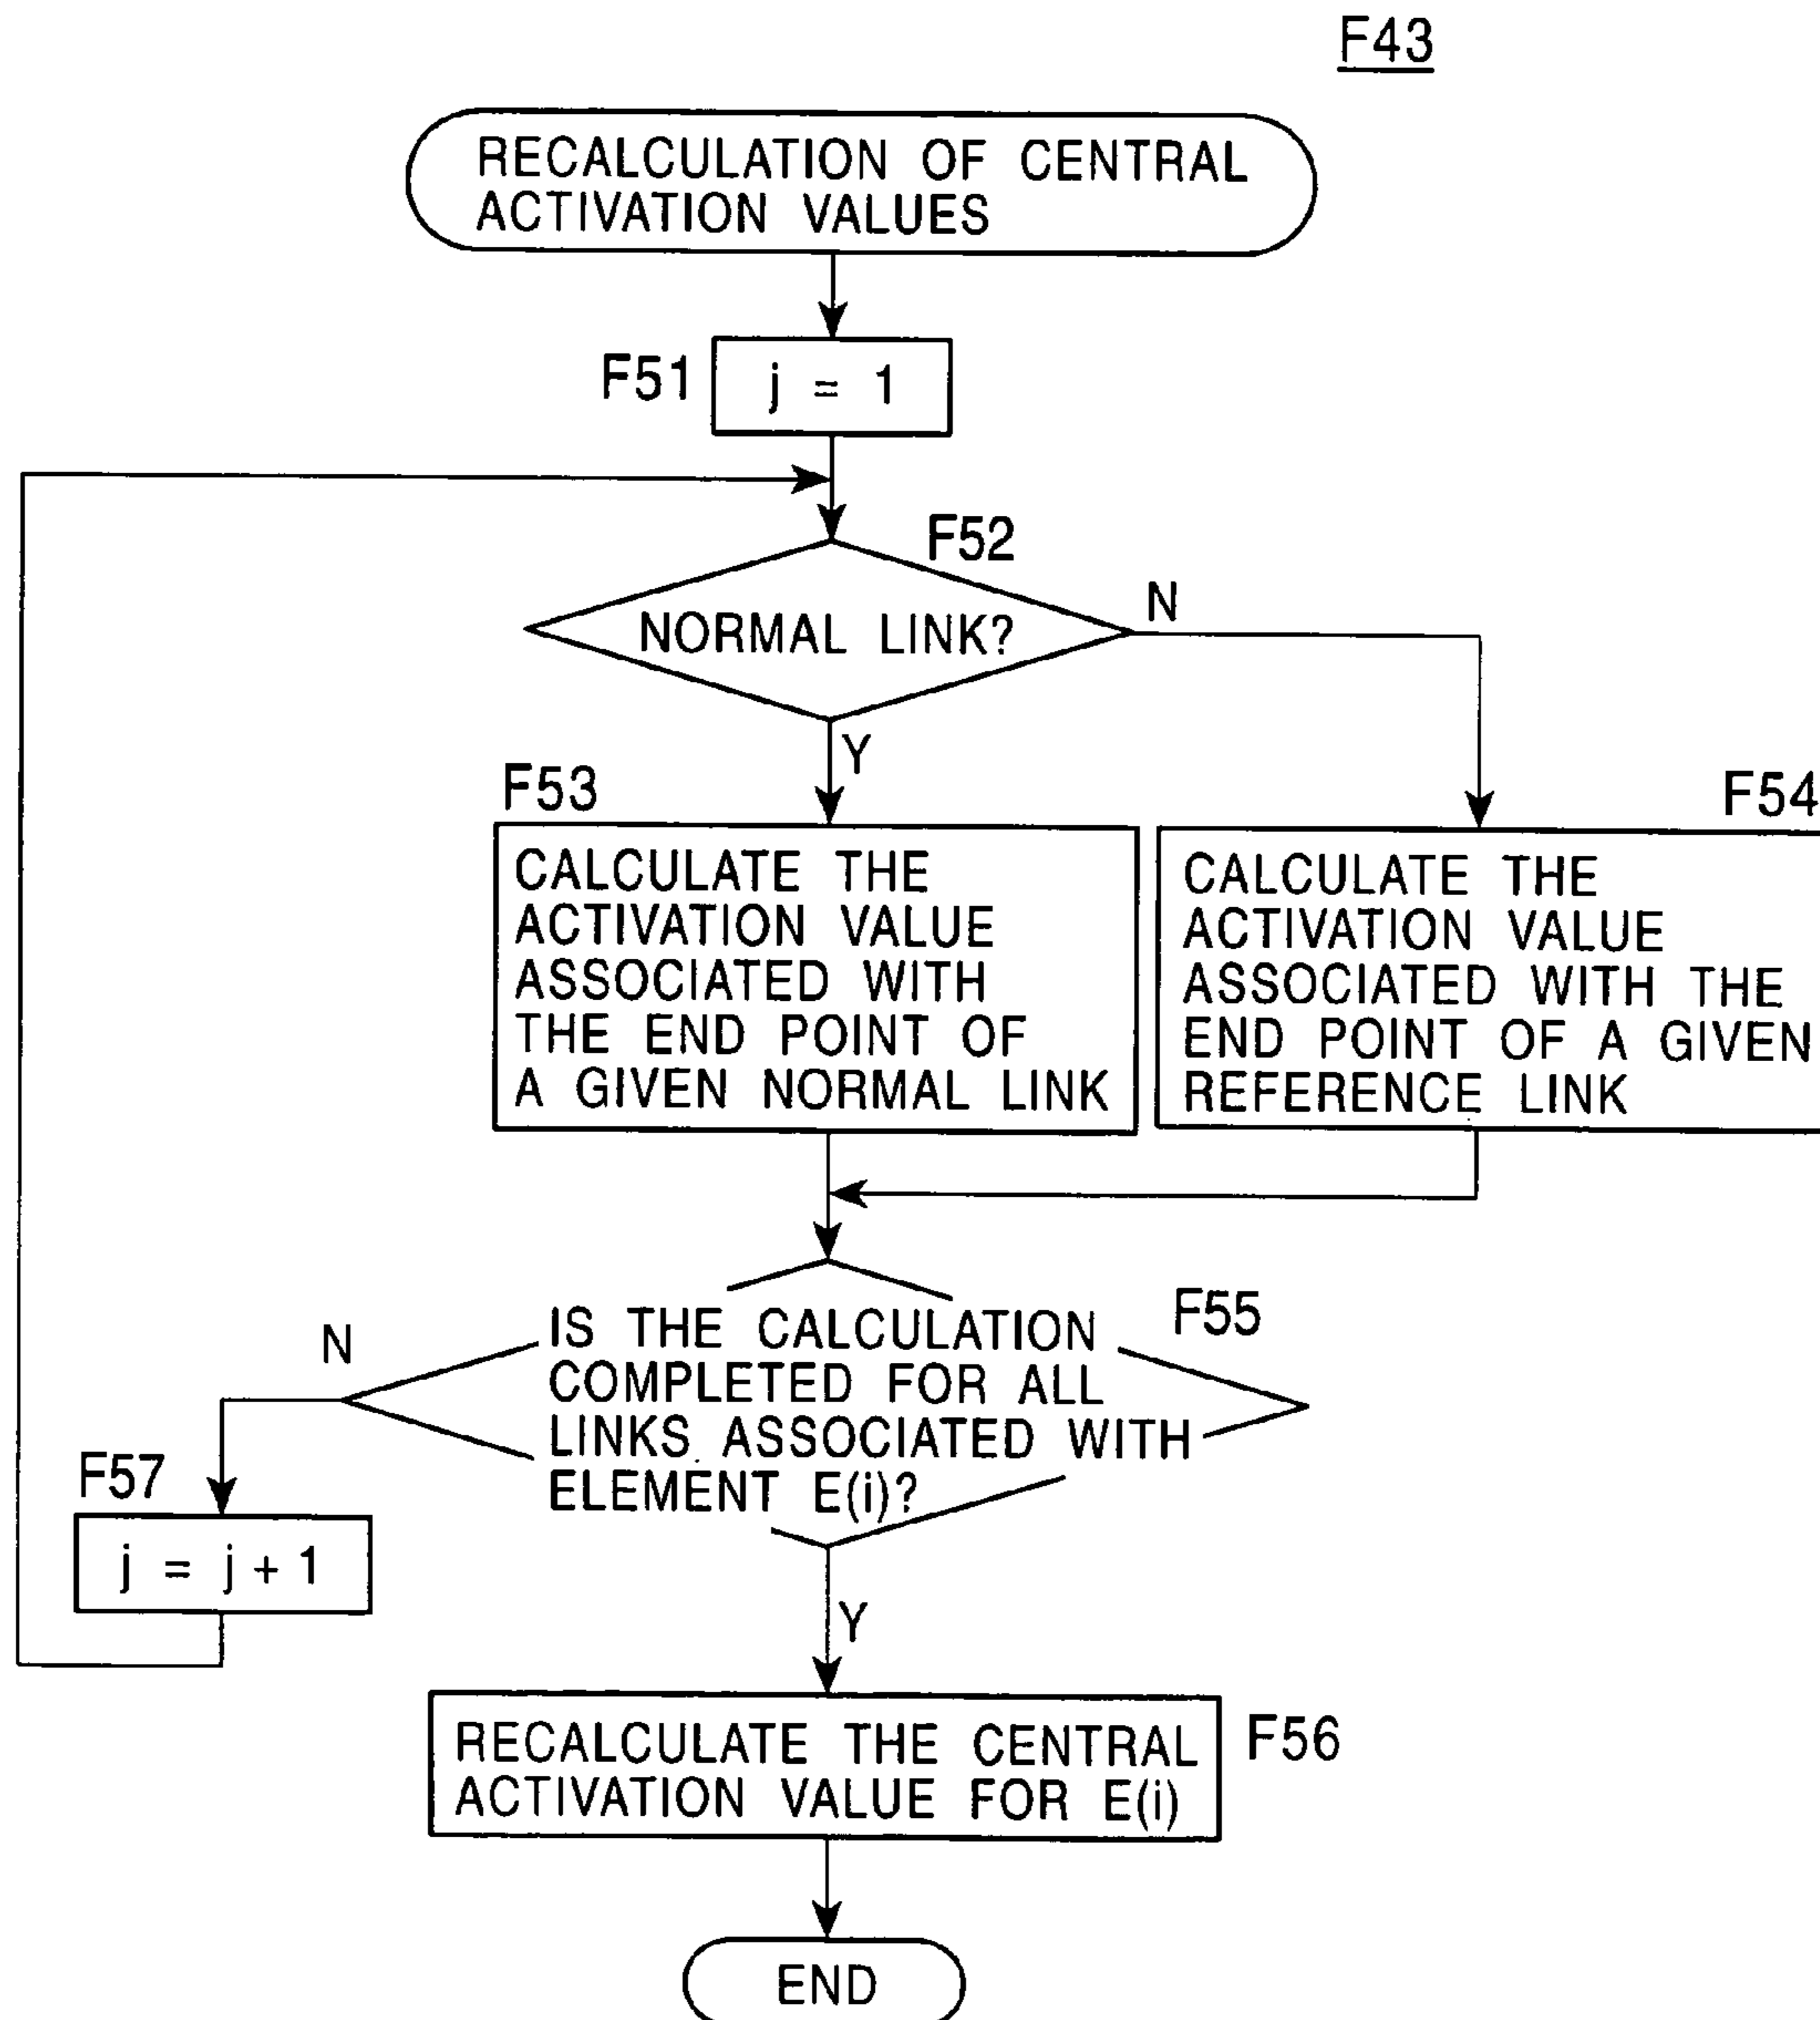 F43
RECALCULATION OF CENTRAL
ACTIVATION VALUES
F51
j = 1
F52
NORMAL LINK?
N
Y
F53
CALCULATE THE
ACTIVATION VALUE
ASSOCIATED WITH
THE END POINT OF
A GIVEN NORMAL LINK
F54
CALCULATE THE
ACTIVATION VALUE
ASSOCIATED WITH THE
END POINT OF A GIVEN
REFERENCE LINK
F55
IS THE CALCULATION
COMPLETED FOR ALL
LINKS ASSOCIATED WITH
ELEMENT E(i)?
N
F57
j = j + 1
Y
RECALCULATE THE CENTRAL
ACTIVATION VALUE FOR E(i)
F56
END